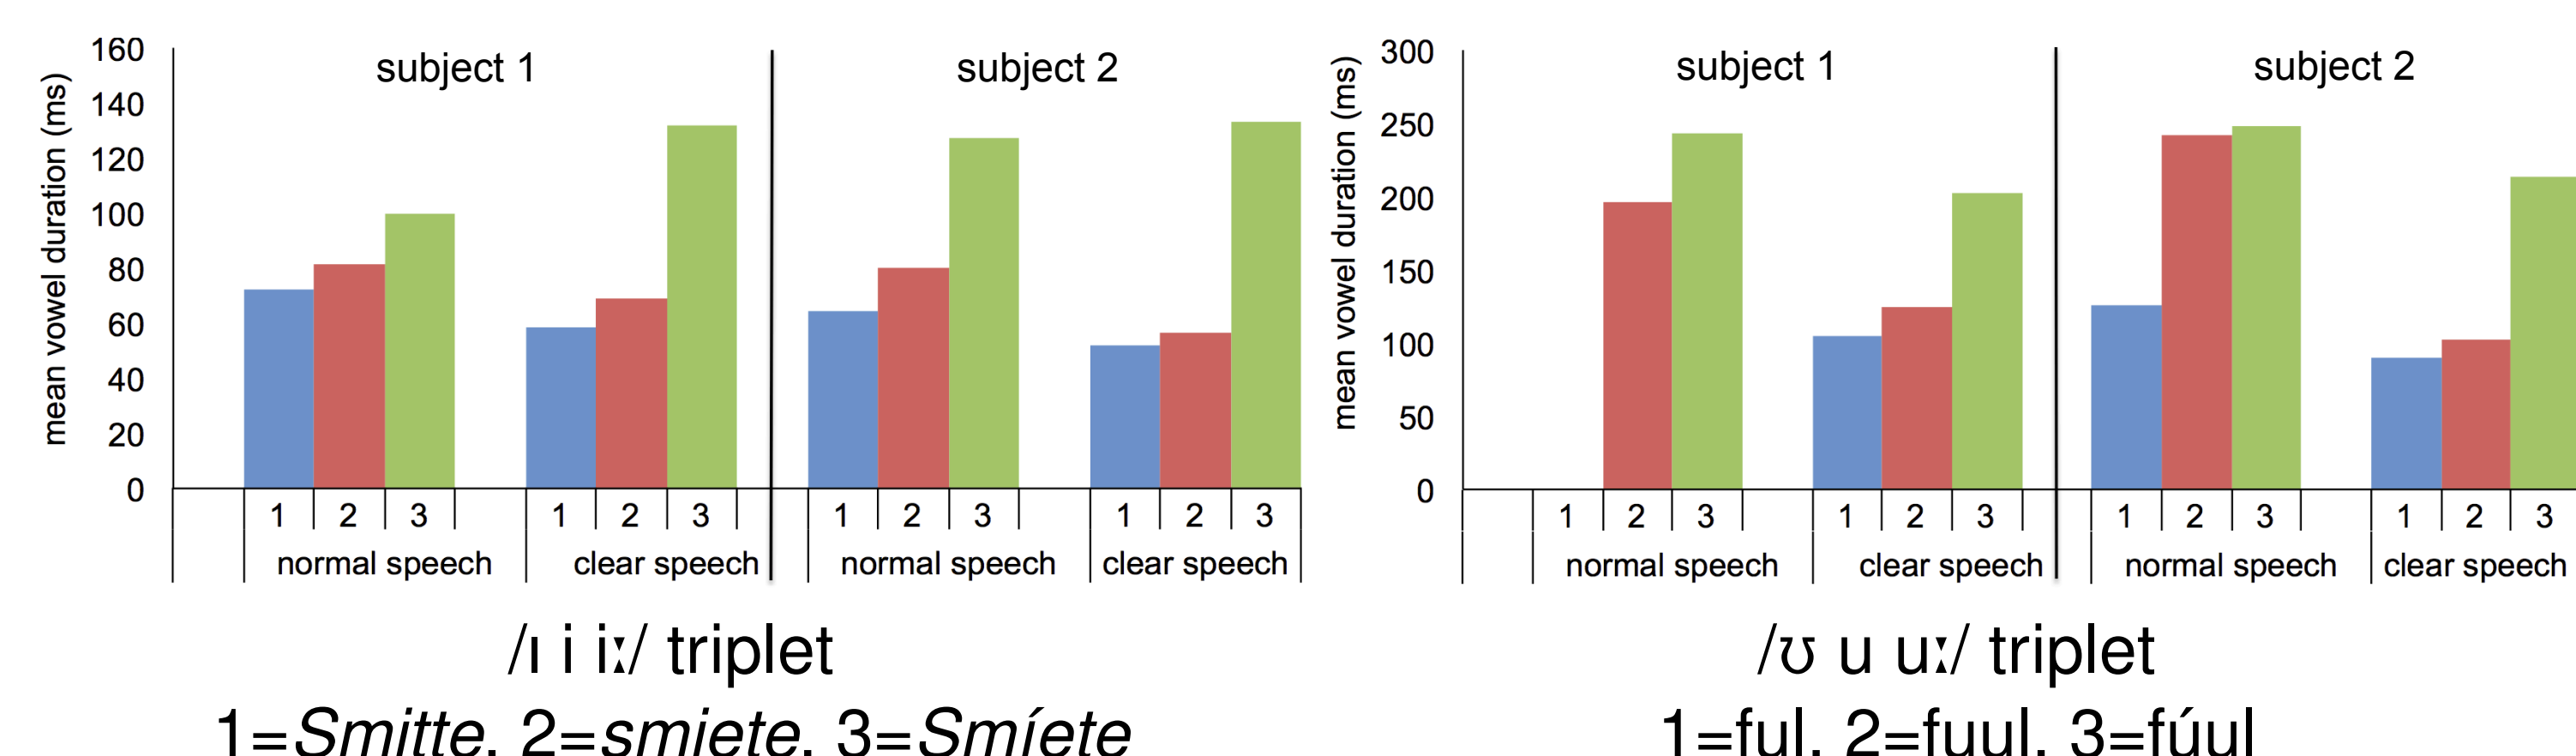 160
140
120
100
80
60
40
20
0
mean vowel duration (ms)
subject 1
subject 2
1 2 3 1 2 3 1 2 3 1 2 3
normal speech clear speech normal speech clear speech
/ɪ i iː/ triplet
1=Smitte, 2=smiete, 3=Smíete
300
250
200
150
100
50
0
mean vowel duration (ms)
subject 1
subject 2
1 2 3 1 2 3 1 2 3 1 2 3
normal speech clear speech normal speech clear speech
/ʊ u uː/ triplet
1=ful, 2=fuul, 3=fúul